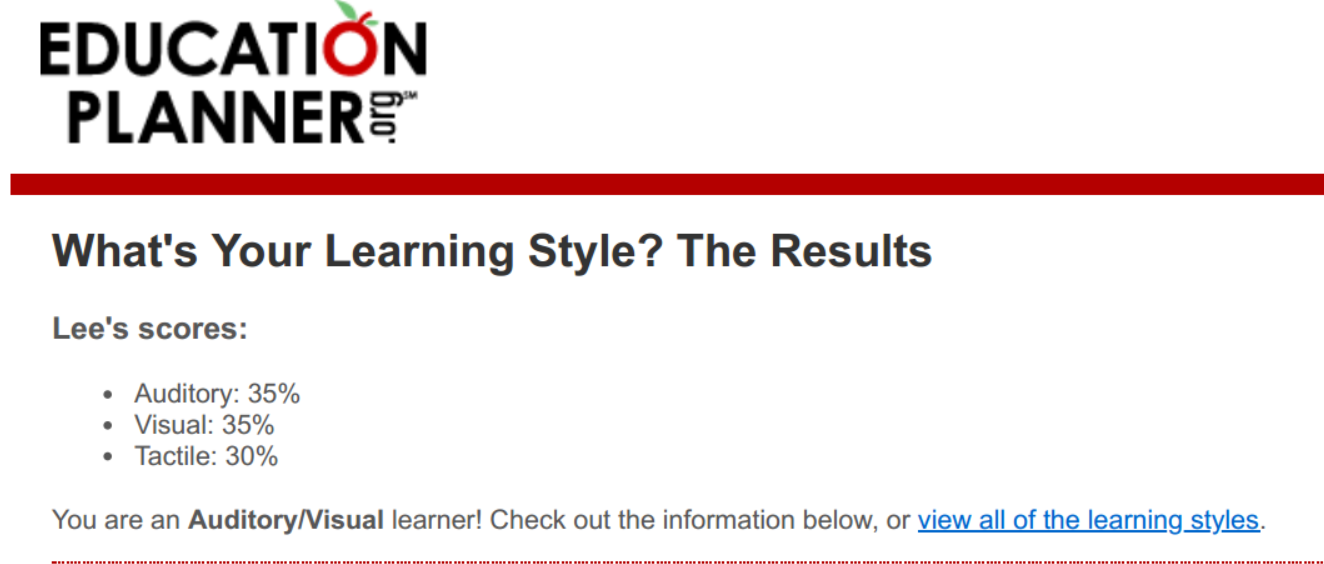 EDUCATION
PLANNER.org℠
What's Your Learning Style? The Results
Lee's scores:
• Auditory: 35%
• Visual: 35%
• Tactile: 30%
You are an Auditory/Visual learner! Check out the information below, or view all of the learning styles.